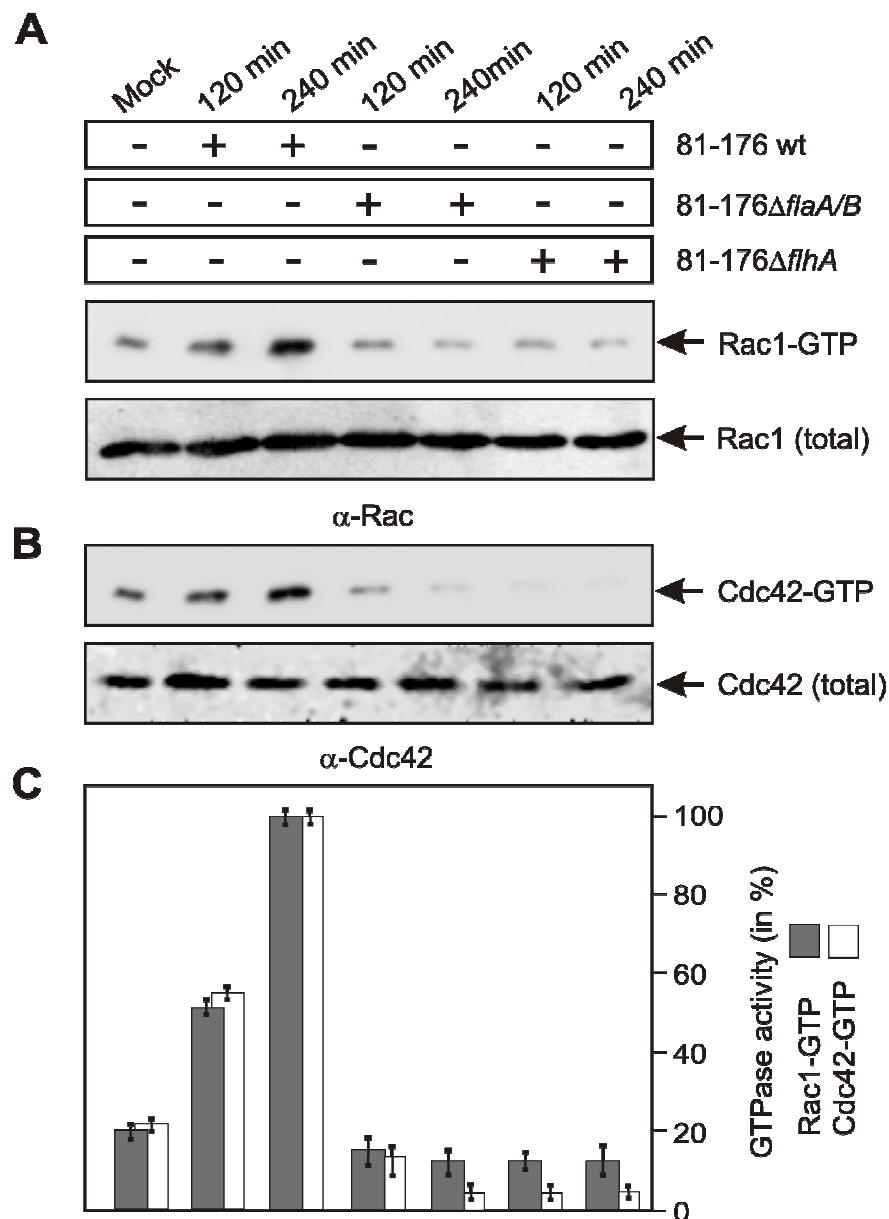 A
Mock 120 min 240 min 120 min 240min 120 min 240 min
- + + - - - - 81-176 wt
- - - + + - - 81-176ΔflaA/B
- - - - - + + 81-176ΔflhA
Rac1-GTP
Rac1 (total)
α-Rac
B
Cdc42-GTP
Cdc42 (total)
α-Cdc42
C
100
80
60
40
20
0
GTPase activity (in %)
Rac1-GTP
Cdc42-GTP